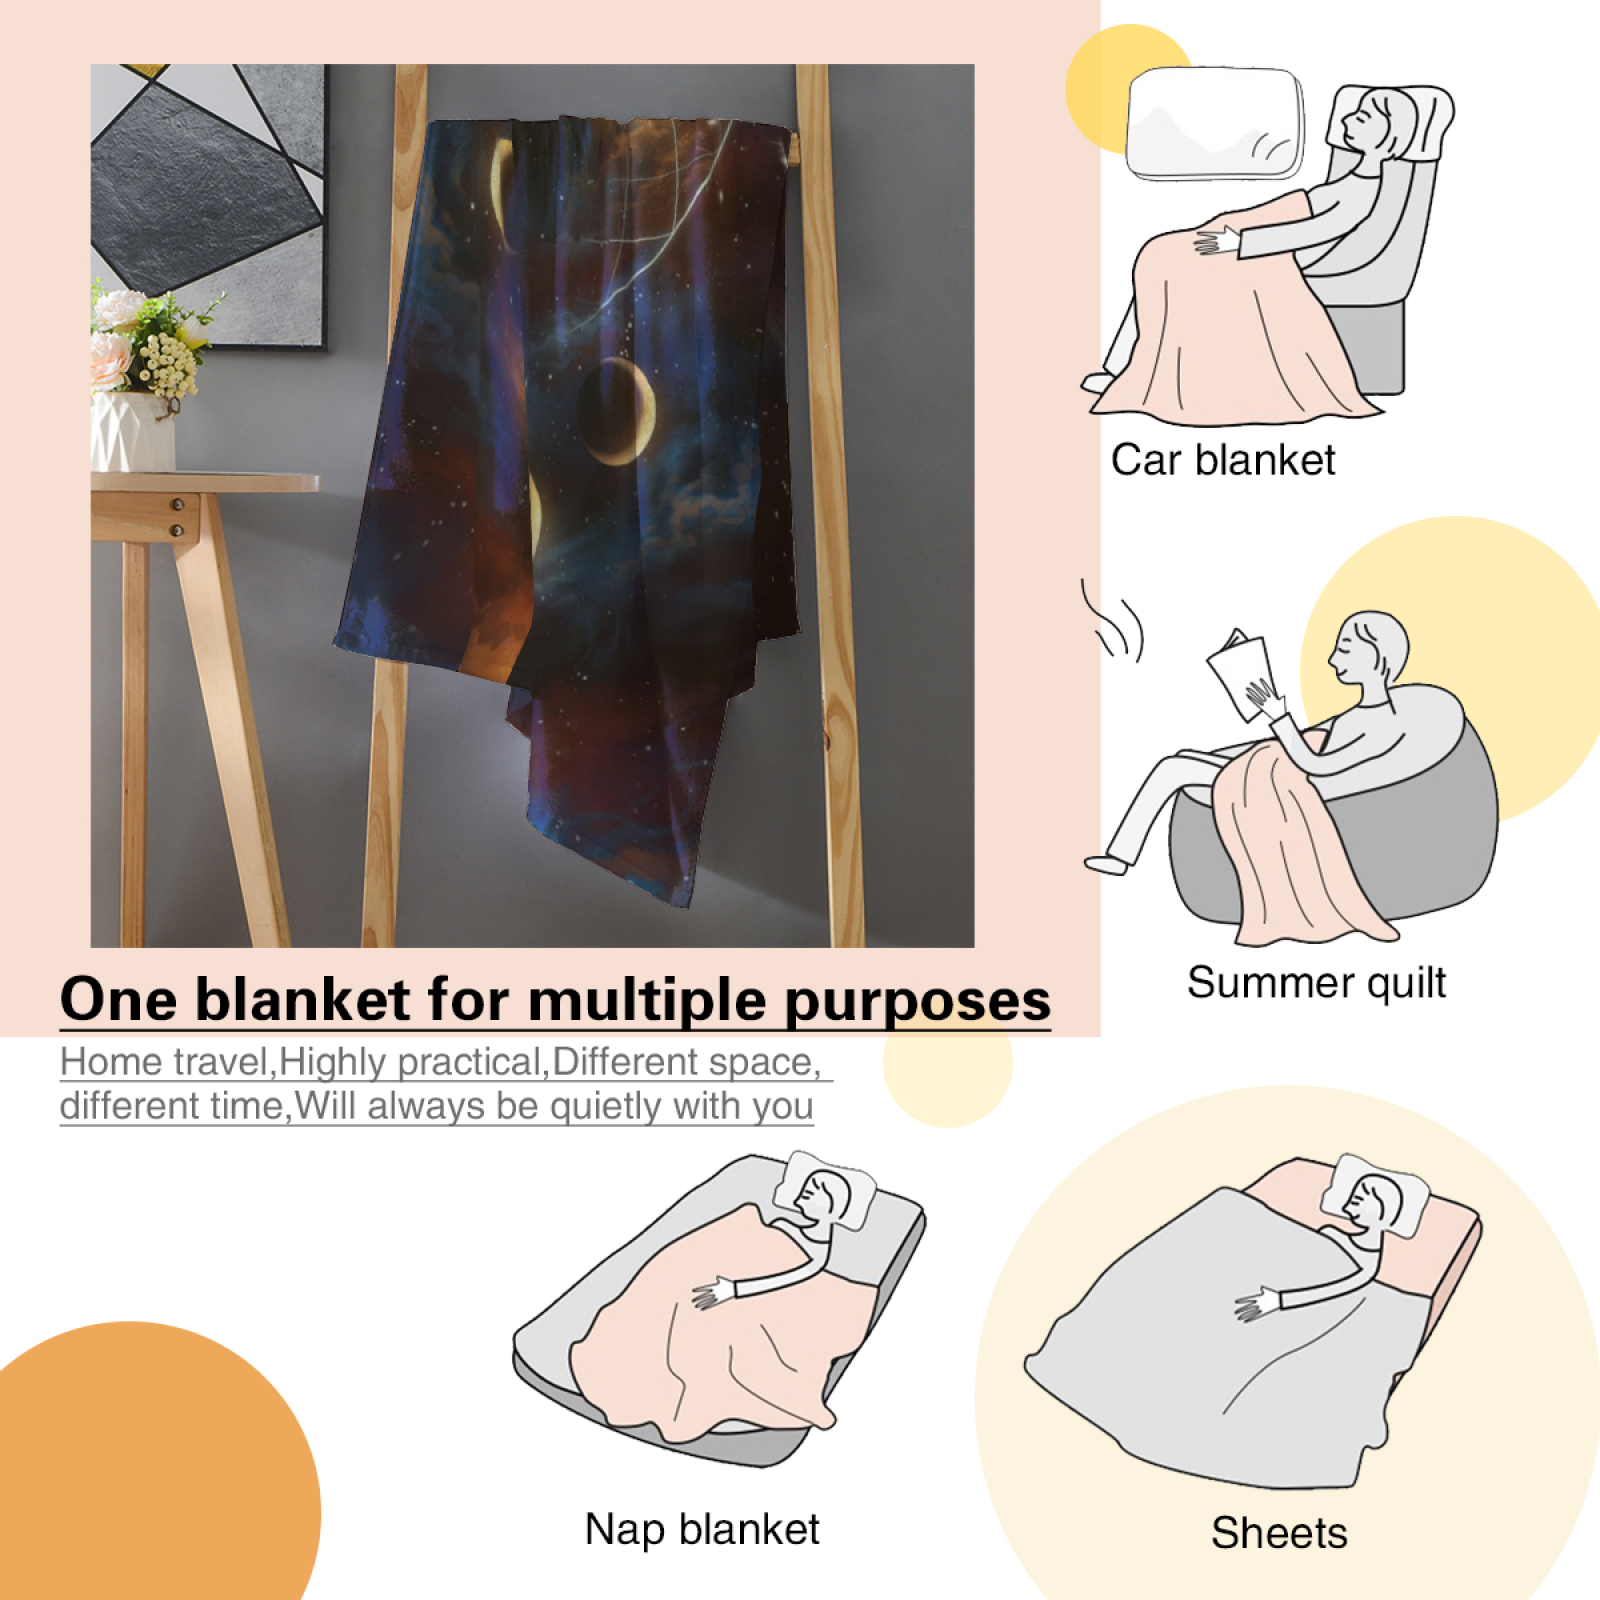 Car blanket
Summer quilt
One blanket for multiple purposes
Home travel,Highly practical,Different space,
different time,Will always be quietly with you
Nap blanket
Sheets